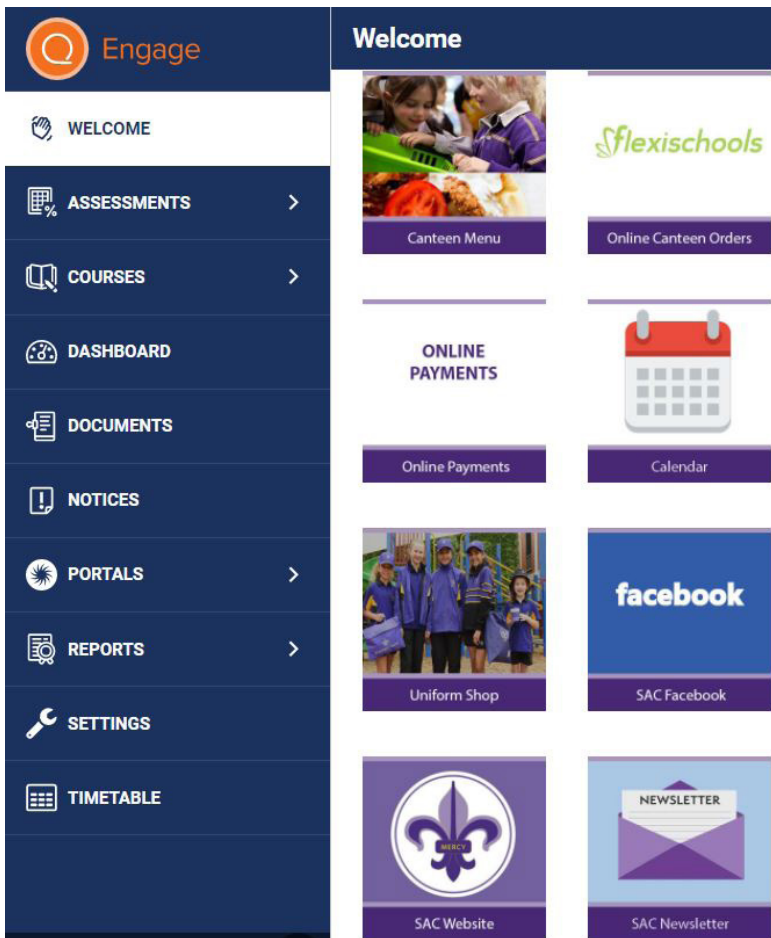 Engage
WELCOME
ASSESSMENTS
COURSES
DASHBOARD
DOCUMENTS
NOTICES
PORTALS
REPORTS
SETTINGS
TIMETABLE
Welcome
Canteen Menu
flexischools
Online Canteen Orders
ONLINE
PAYMENTS
Online Payments
Calendar
Uniform Shop
facebook
SAC Facebook
MERCY
SAC Website
NEWSLETTER
SAC Newsletter